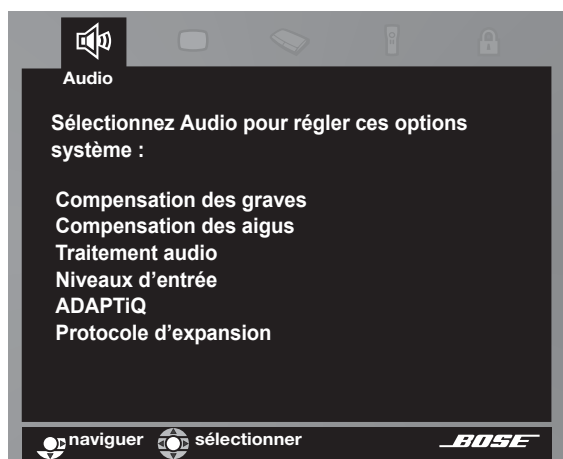 Audio
Sélectionnez Audio pour régler ces options
système :
Compensation des graves
Compensation des aigus
Traitement audio
Niveaux d’entrée
ADAPTiQ
Protocole d’expansion
naviguer sélectionner BOSE